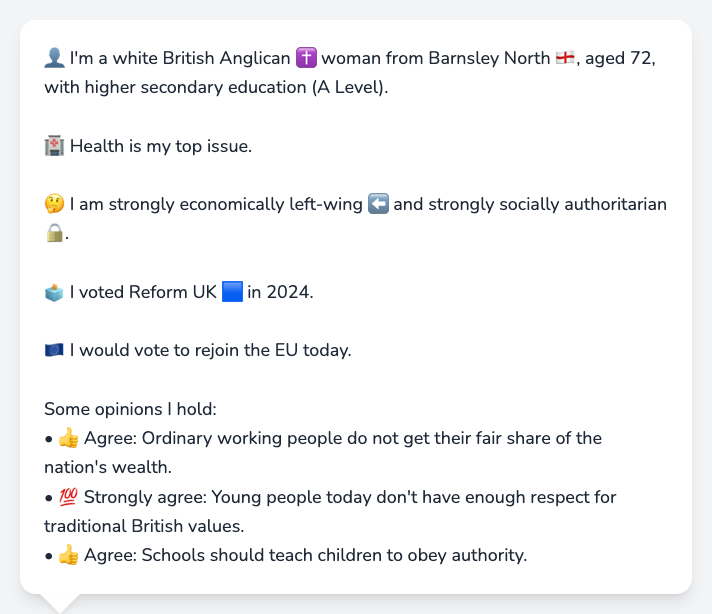 👤 I'm a white British Anglican ✝️ woman from Barnsley North 🏴󠁧󠁢󠁥󠁮󠁧󠁿, aged 72,
with higher secondary education (A Level).
🏥 Health is my top issue.
🤔 I am strongly economically left-wing ⬅️ and strongly socially authoritarian
🔒.
🗳️ I voted Reform UK 🟦 in 2024.
🇪🇺 I would vote to rejoin the EU today.
Some opinions I hold:
• 👍 Agree: Ordinary working people do not get their fair share of the
nation's wealth.
• 💯 Strongly agree: Young people today don't have enough respect for
traditional British values.
• 👍 Agree: Schools should teach children to obey authority.